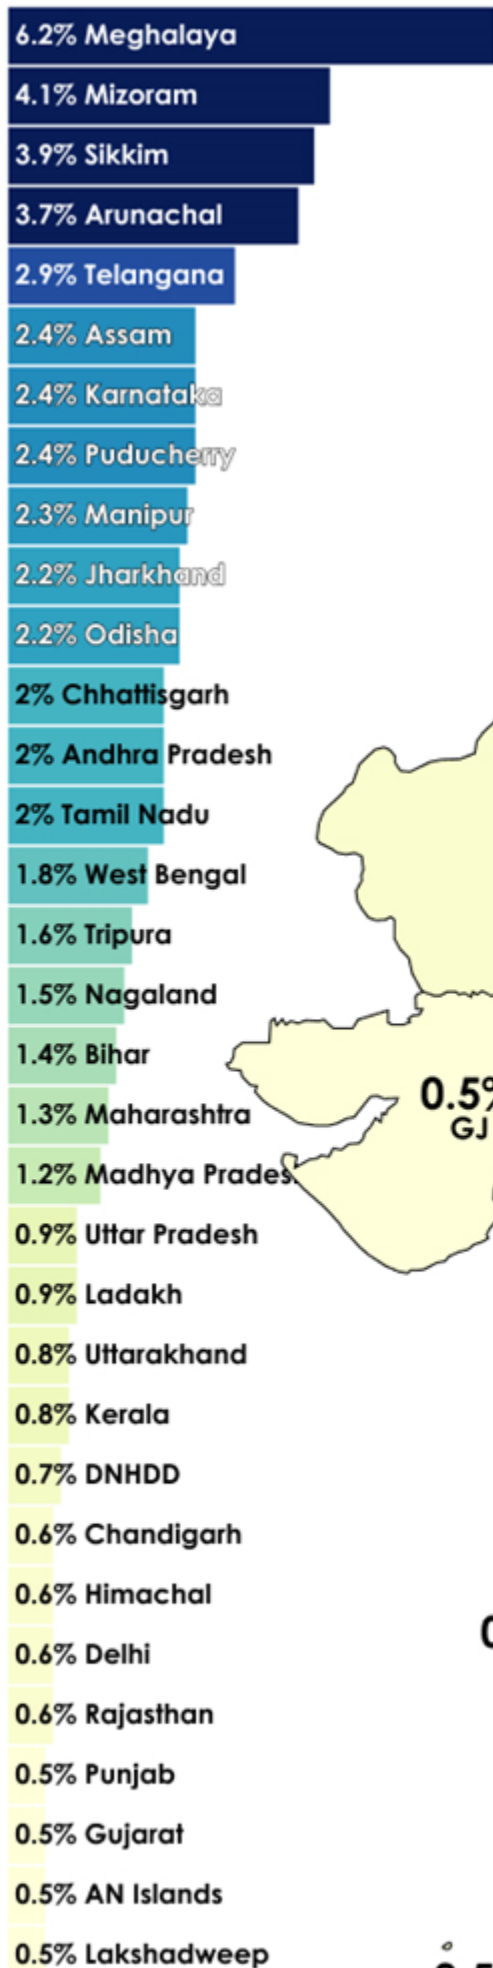 6.2% Meghalaya
4.1% Mizoram
3.9% Sikkim
3.7% Arunachal
2.9% Telangana
2.4% Assam
2.4% Karnataka
2.4% Puducherry
2.3% Manipur
2.2% Jharkhand
2.2% Odisha
2% Chhattisgarh
2% Andhra Pradesh
2% Tamil Nadu
1.8% West Bengal
1.6% Tripura
1.5% Nagaland
1.4% Bihar
1.3% Maharashtra
0.5%
GJ
1.2% Madhya Prades
0.9% Uttar Pradesh
0.9% Ladakh
0.8% Uttarakhand
0.8% Kerala
0.7% DNHDD
0.6% Chandigarh
0.6% Himachal
0.6% Delhi
0.6% Rajasthan
0.5% Punjab
0.5% Gujarat
0.5% AN Islands
0.5% Lakshadweep